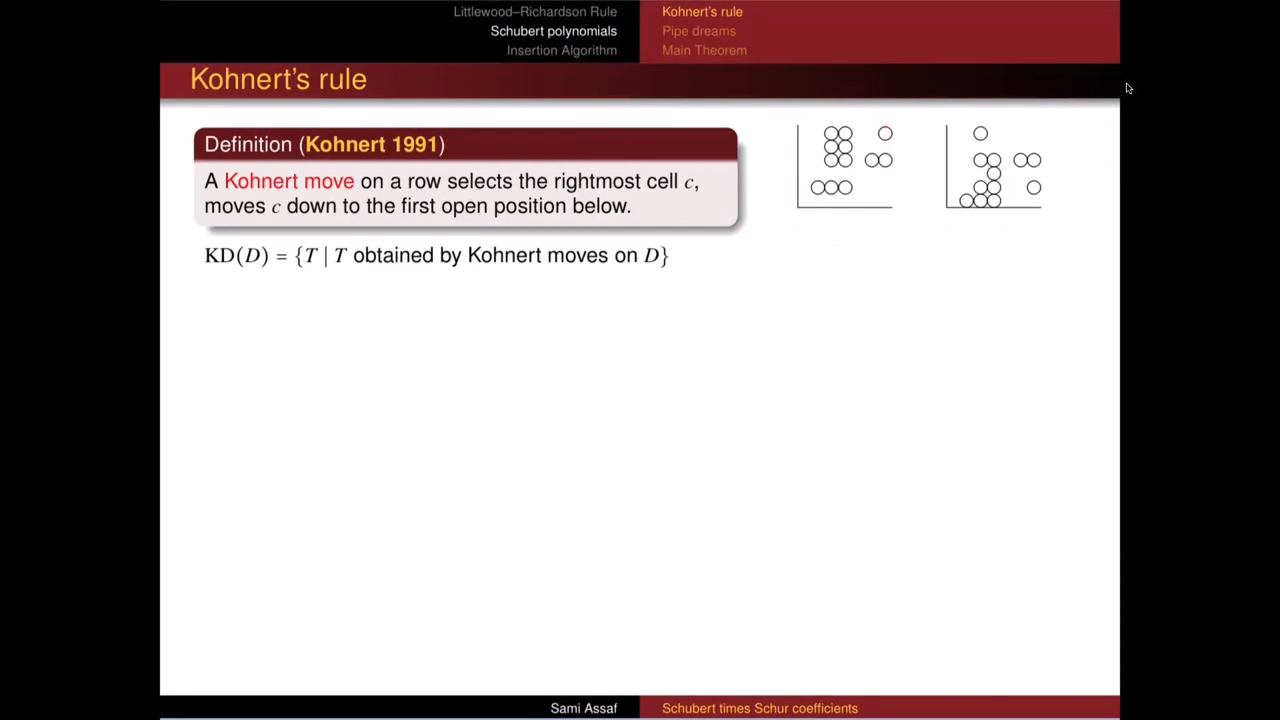 Littlewood–Richardson Rule
Schubert polynomials
Insertion Algorithm
Kohnert's rule
Pipe dreams
Main Theorem
Kohnert's rule
Definition (Kohnert 1991)
A Kohnert move on a row selects the rightmost cell c,
moves c down to the first open position below.
KD(D) = {T | T obtained by Kohnert moves on D}
Sami Assaf
Schubert times Schur coefficients